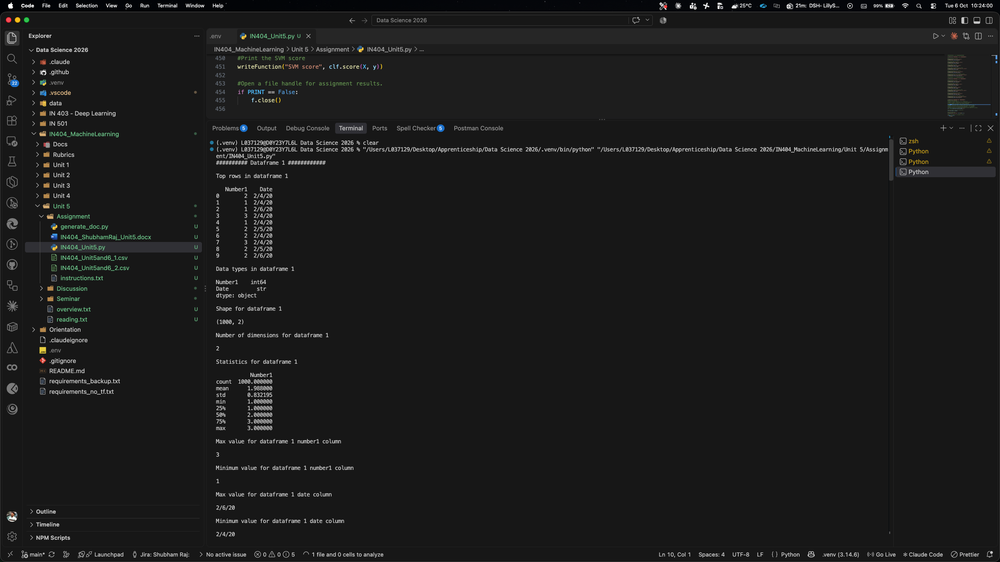 Code File Edit Selection View Go Run Terminal Window Help 25°C 21m: DSH- LillyS... 99% Tue 6 Oct 10:24:00
Data Science 2026
Explorer
Data Science 2026
.claude
.github
.venv
.vscode
data
IN 403 - Deep Learning
IN 501
IN404_MachineLearning
Docs
Rubrics
Unit 1
Unit 2
Unit 3
Unit 4
Unit 5
Assignment
generate_doc.py U
IN404_ShubhamRaj_Unit5.docx U
IN404_Unit5.py U
IN404_Unit5and6_1.csv U
IN404_Unit5and6_2.csv U
instructions.txt U
Discussion
Seminar
overview.txt U
reading.txt U
Orientation
.claudeignore
.env
.gitignore
README.md
requirements_backup.txt
requirements_no_tf.txt
Outline
Timeline
NPM Scripts
22
.env IN404_Unit5.py U
IN404_MachineLearning > Unit 5 > Assignment > IN404_Unit5.py > ...
450 #Print the SVM score
451 writeFunction("SVM score", clf.score(X, y))
452
453 #Open a file handle for assignment results.
454 if PRINT == False:
455 f.close()
456
Problems 5 Output Debug Console Terminal Ports Spell Checker 5 Postman Console
(.venv) L037129@D0Y23Y7L6L Data Science 2026 % clear
(.venv) L037129@D0Y23Y7L6L Data Science 2026 % "/Users/L037129/Desktop/Apprenticeship/Data Science 2026/.venv/bin/python" "/Users/L037129/Desktop/Apprenticeship/Data Science 2026/IN404_MachineLearning/Unit 5/Assignm
ent/IN404_Unit5.py"
########## Dataframe 1 ############
Top rows in dataframe 1
Number1 Date
0 2 2/4/20
1 1 2/4/20
2 1 2/6/20
3 3 2/4/20
4 1 2/4/20
5 2 2/5/20
6 2 2/4/20
7 3 2/4/20
8 2 2/5/20
9 2 2/6/20
Data types in dataframe 1
Number1 int64
Date str
dtype: object
Shape for dataframe 1
(1000, 2)
Number of dimensions for dataframe 1
2
Statistics for dataframe 1
Number1
count 1000.000000
mean 1.988000
std 0.832195
min 1.000000
25% 1.000000
50% 2.000000
75% 3.000000
max 3.000000
Max value for dataframe 1 number1 column
3
Minimum value for dataframe 1 number1 column
1
Max value for dataframe 1 date column
2/6/20
Minimum value for dataframe 1 date column
2/4/20
zsh
Python
Python
Python
main* Launchpad Jira: Shubham Raj: No active issue 0 0 5 1 file and 0 cells to analyze Ln 10, Col 1 Spaces: 4 UTF-8 LF { } Python .venv (3.14.6) Go Live Claude Code Prettier